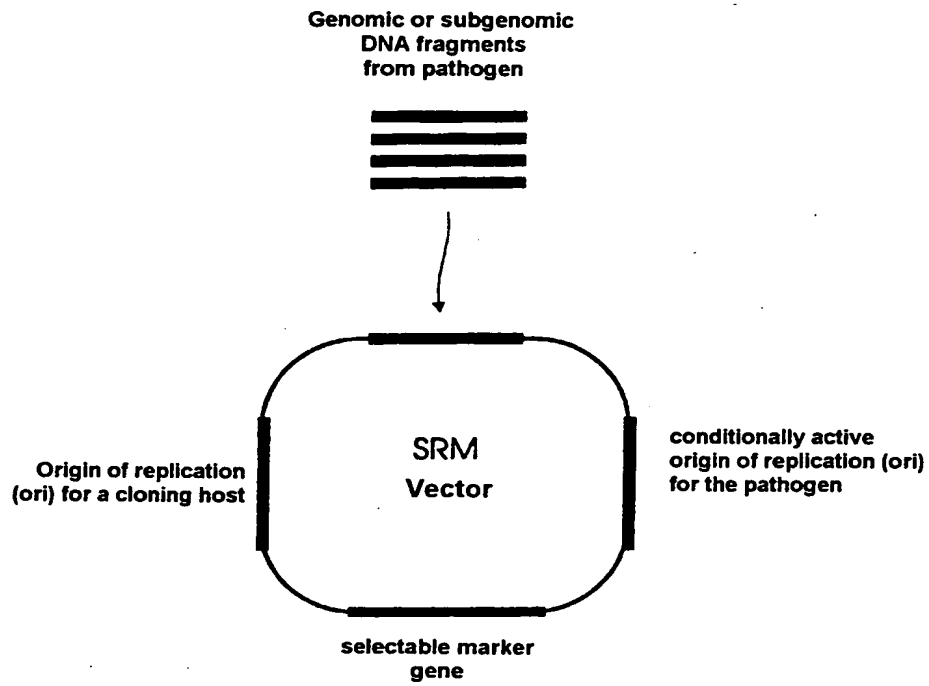 Genomic or subgenomic
DNA fragments
from pathogen
SRM
Vector
Origin of replication
(ori) for a cloning host
conditionally active
origin of replication (ori)
for the pathogen
selectable marker
gene